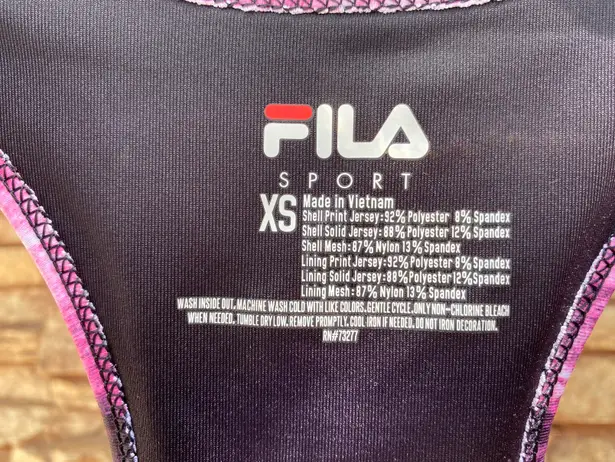 FILA
SPORT
XS
Made in Vietnam
Shell Print Jersey:92% Polyester 8% Spandex
Shell Solid Jersey: 88% Polyester 12% Spandex
Shell Mesh: 87% Nylon 13% Spandex
Lining Print Jersey:92% Polyester 8% Spandex
Lining Solid Jersey:88% Polyester 12% Spandex
Lining Mesh: 87% Nylon 13% Spandex
WASH INSIDE OUT. MACHINE WASH COLD WITH LIKE COLORS. GENTLE CYCLE. ONLY NON-CHLORINE BLEACH
WHEN NEEDED. TUMBLE DRY LOW. REMOVE PROMPTLY. COOL IRON IF NEEDED. DO NOT IRON DECORATION.
RN#73277